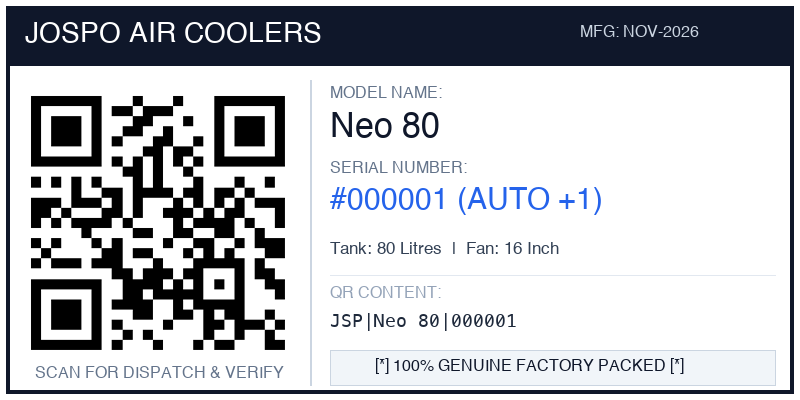 JOSPO AIR COOLERS
MFG: NOV-2026
MODEL NAME:
Neo 80
SERIAL NUMBER:
#000001 (AUTO +1)
Tank: 80 Litres | Fan: 16 Inch
QR CONTENT:
JSP|Neo 80|000001
[*] 100% GENUINE FACTORY PACKED [*]
SCAN FOR DISPATCH & VERIFY